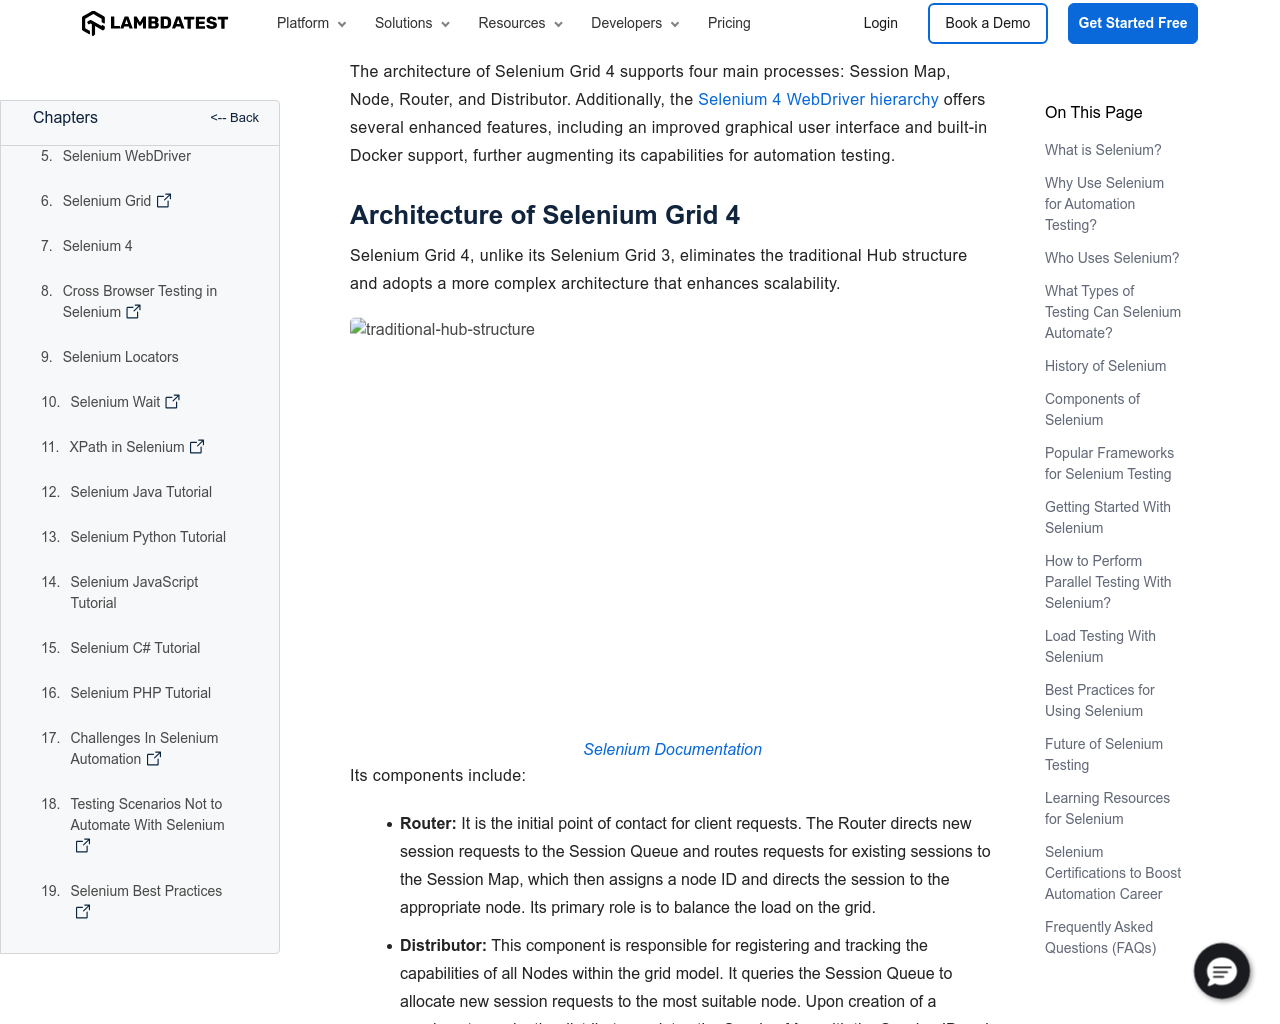 LAMBDATEST
Platform
Solutions
Resources
Developers
Pricing
Login
Book a Demo
Get Started Free
Chapters
<-- Back
5. Selenium WebDriver
6. Selenium Grid
7. Selenium 4
8. Cross Browser Testing in
Selenium
9. Selenium Locators
10. Selenium Wait
11. XPath in Selenium
12. Selenium Java Tutorial
13. Selenium Python Tutorial
14. Selenium JavaScript
Tutorial
15. Selenium C# Tutorial
16. Selenium PHP Tutorial
17. Challenges In Selenium
Automation
18. Testing Scenarios Not to
Automate With Selenium
19. Selenium Best Practices
The architecture of Selenium Grid 4 supports four main processes: Session Map,
Node, Router, and Distributor. Additionally, the Selenium 4 WebDriver hierarchy offers
several enhanced features, including an improved graphical user interface and built-in
Docker support, further augmenting its capabilities for automation testing.
Architecture of Selenium Grid 4
Selenium Grid 4, unlike its Selenium Grid 3, eliminates the traditional Hub structure
and adopts a more complex architecture that enhances scalability.
traditional-hub-structure
Selenium Documentation
Its components include:
• Router: It is the initial point of contact for client requests. The Router directs new
session requests to the Session Queue and routes requests for existing sessions to
the Session Map, which then assigns a node ID and directs the session to the
appropriate node. Its primary role is to balance the load on the grid.
• Distributor: This component is responsible for registering and tracking the
capabilities of all Nodes within the grid model. It queries the Session Queue to
allocate new session requests to the most suitable node. Upon creation of a
On This Page
What is Selenium?
Why Use Selenium
for Automation
Testing?
Who Uses Selenium?
What Types of
Testing Can Selenium
Automate?
History of Selenium
Components of
Selenium
Popular Frameworks
for Selenium Testing
Getting Started With
Selenium
How to Perform
Parallel Testing With
Selenium?
Load Testing With
Selenium
Best Practices for
Using Selenium
Future of Selenium
Testing
Learning Resources
for Selenium
Selenium
Certifications to Boost
Automation Career
Frequently Asked
Questions (FAQs)